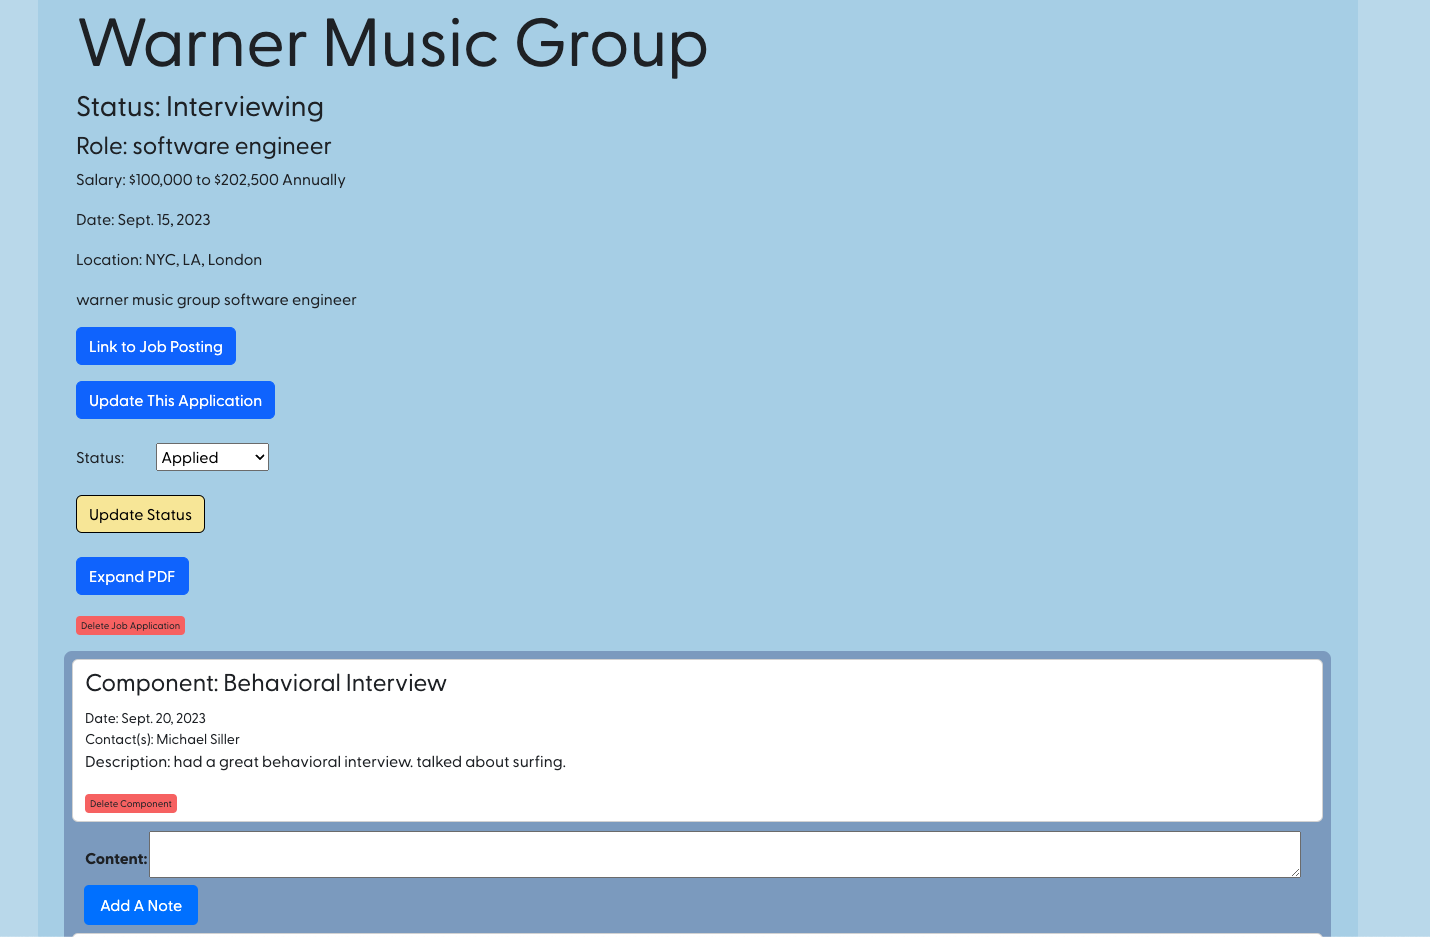 Warner Music Group
Status: Interviewing
Role: software engineer
Salary: $100,000 to $202,500 Annually
Date: Sept. 15, 2023
Location: NYC, LA, London
warner music group software engineer
Link to Job Posting
Update This Application
Status: Applied
Update Status
Expand PDF
Delete Job Application
Component: Behavioral Interview
Date: Sept. 20, 2023
Contact(s): Michael Siller
Description: had a great behavioral interview. talked about surfing.
Delete Component
Content:
Add A Note